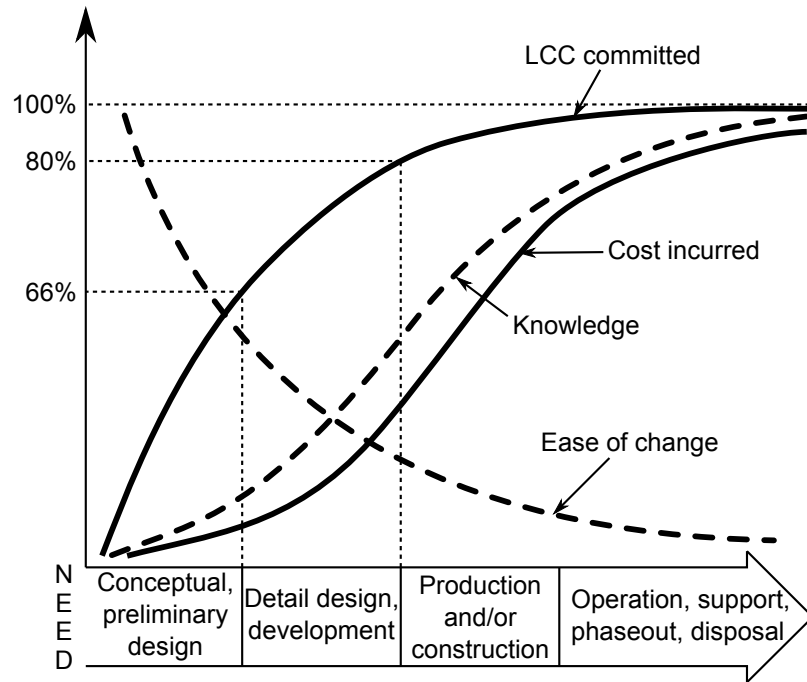 LCC committed
100%
80%
Cost incurred
66%
Knowledge
Ease of change
N
E
E
D
Conceptual,
preliminary
design
Detail design,
development
Production
and/or
construction
Operation, support,
phaseout, disposal